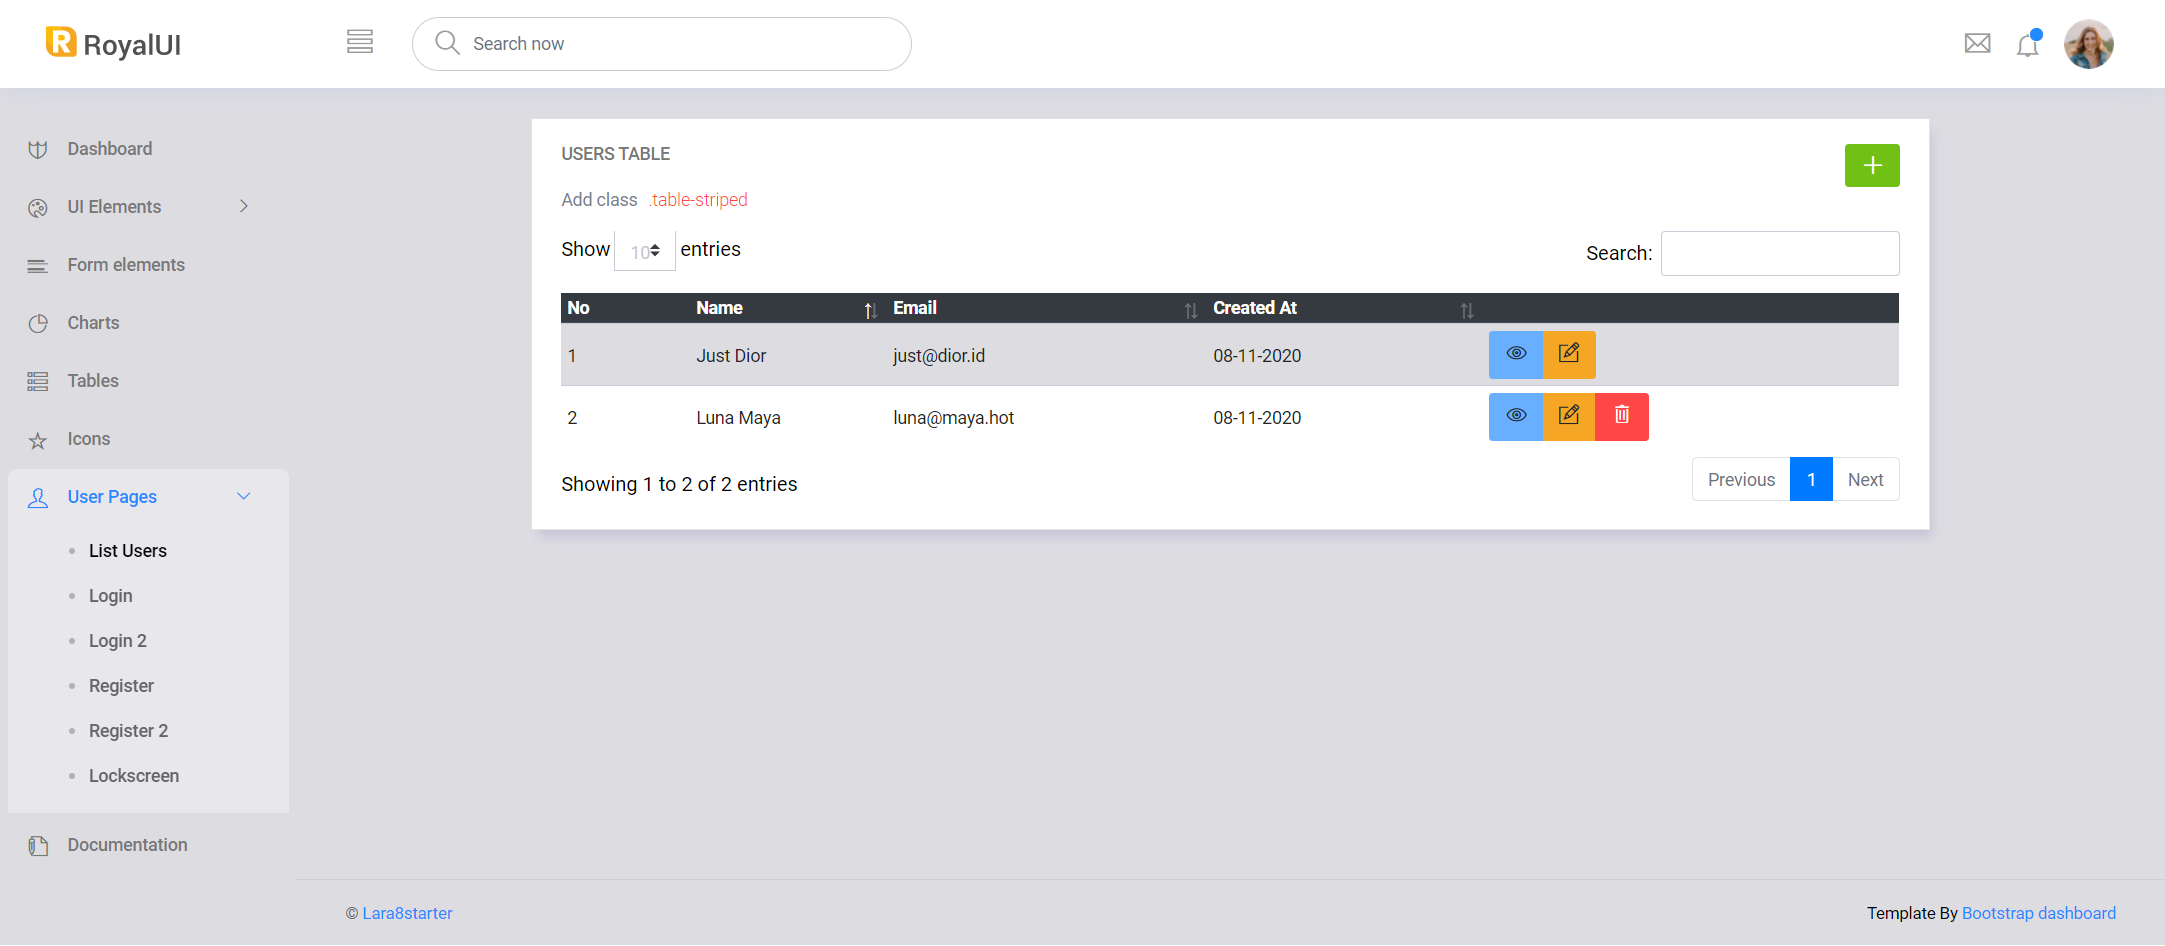 RoyalUI
Search now
Dashboard
UI Elements
Form elements
Charts
Tables
Icons
User Pages
List Users
Login
Login 2
Register
Register 2
Lockscreen
Documentation
USERS TABLE
Add class .table-striped
Show 10 entries
Search:
No Name Email Created At
1 Just Dior just@dior.id 08-11-2020
2 Luna Maya luna@maya.hot 08-11-2020
Showing 1 to 2 of 2 entries
Previous 1 Next
© Lara8starter
Template By Bootstrap dashboard